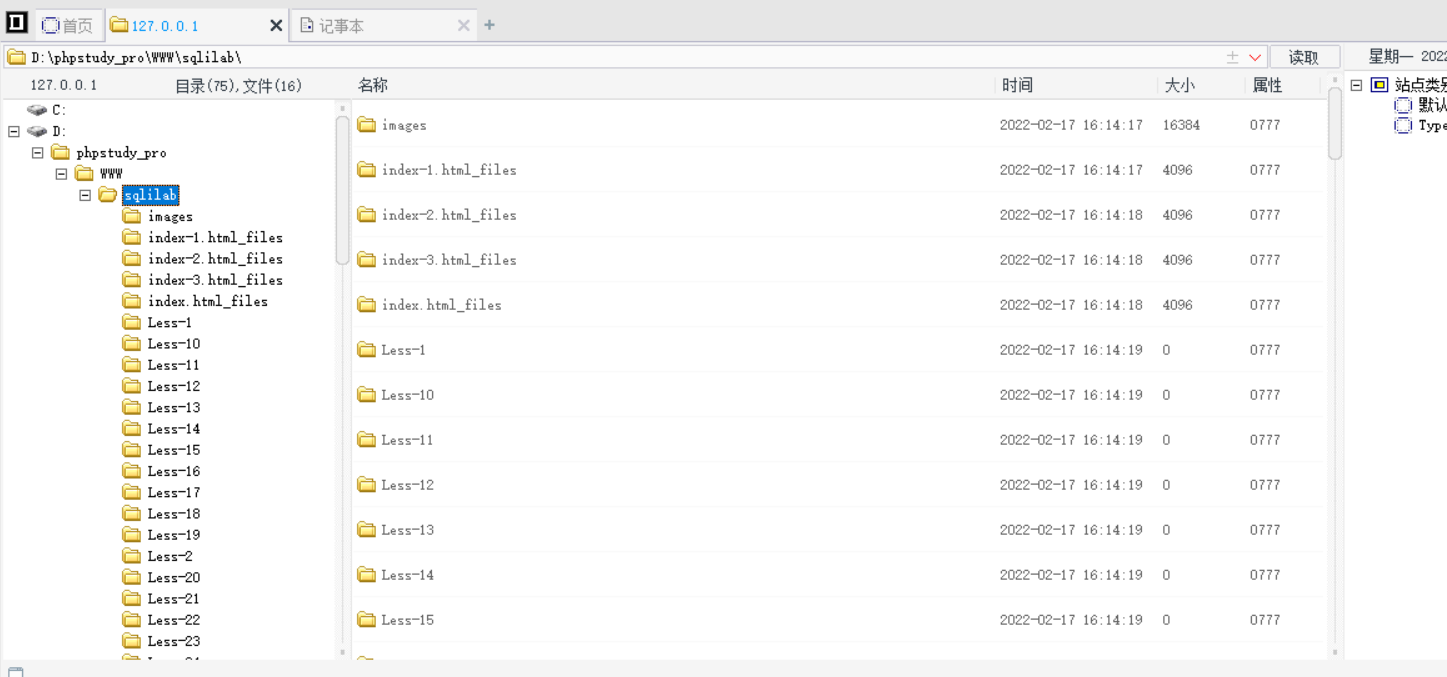 首页 127.0.0.1 记事本
D:\phpstudy_pro\WWW\sqlilab\ 读取 星期一 2022
127.0.0.1 目录(75),文件(16) 名称 时间 大小 属性 站点类别
C:
D:
phpstudy_pro
WWW
sqlilab
images
index-1.html_files
index-2.html_files
index-3.html_files
index.html_files
Less-1
Less-10
Less-11
Less-12
Less-13
Less-14
Less-15
Less-16
Less-17
Less-18
Less-19
Less-2
Less-20
Less-21
Less-22
Less-23
images 2022-02-17 16:14:17 16384 0777
index-1.html_files 2022-02-17 16:14:17 4096 0777
index-2.html_files 2022-02-17 16:14:18 4096 0777
index-3.html_files 2022-02-17 16:14:18 4096 0777
index.html_files 2022-02-17 16:14:18 4096 0777
Less-1 2022-02-17 16:14:19 0 0777
Less-10 2022-02-17 16:14:19 0 0777
Less-11 2022-02-17 16:14:19 0 0777
Less-12 2022-02-17 16:14:19 0 0777
Less-13 2022-02-17 16:14:19 0 0777
Less-14 2022-02-17 16:14:19 0 0777
Less-15 2022-02-17 16:14:19 0 0777
默认
Type